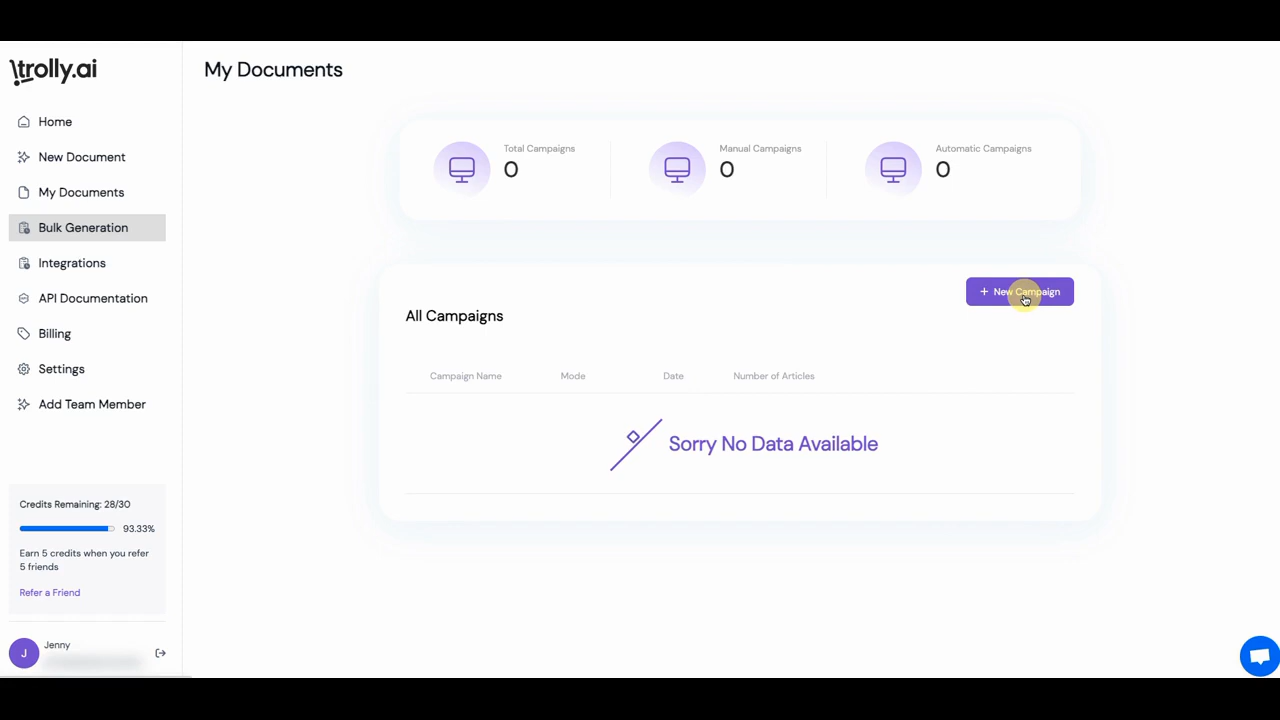 trolly.ai
Home
New Document
My Documents
Bulk Generation
Integrations
API Documentation
Billing
Settings
Add Team Member
Credits Remaining: 28/30
93.33%
Earn 5 credits when you refer
5 friends
Refer a Friend
J
Jenny
My Documents
Total Campaigns
0
Manual Campaigns
0
Automatic Campaigns
0
+ New Campaign
All Campaigns
Campaign Name Mode Date Number of Articles
Sorry No Data Available